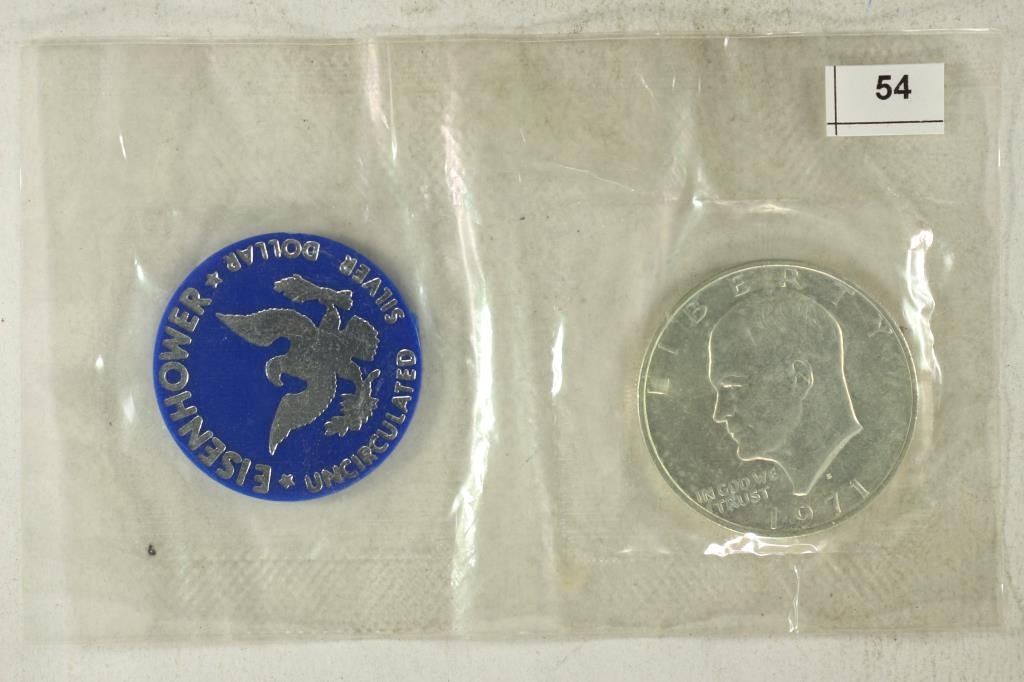 54
EISENHOWER ★
SILVER DOLLAR
★ UNCIRCULATED
LIBERTY
IN GOD WE
TRUST
S
1971